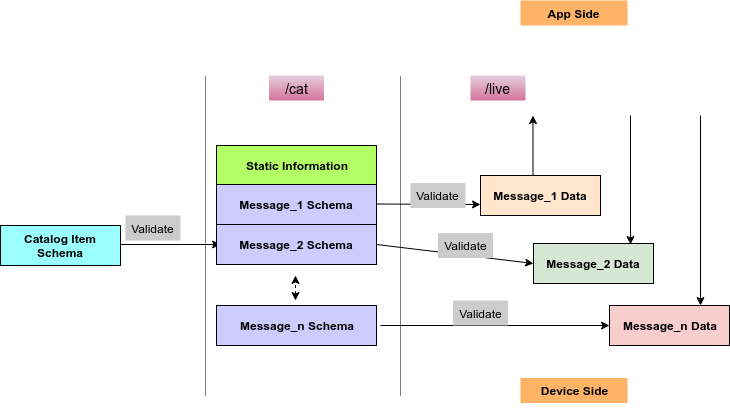 App Side
/cat
/live
Static Information
Message_1 Schema
Validate
Message_1 Data
Catalog Item
Schema
Validate
Message_2 Schema
Validate
Message_2 Data
Message_n Schema
Validate
Message_n Data
Device Side